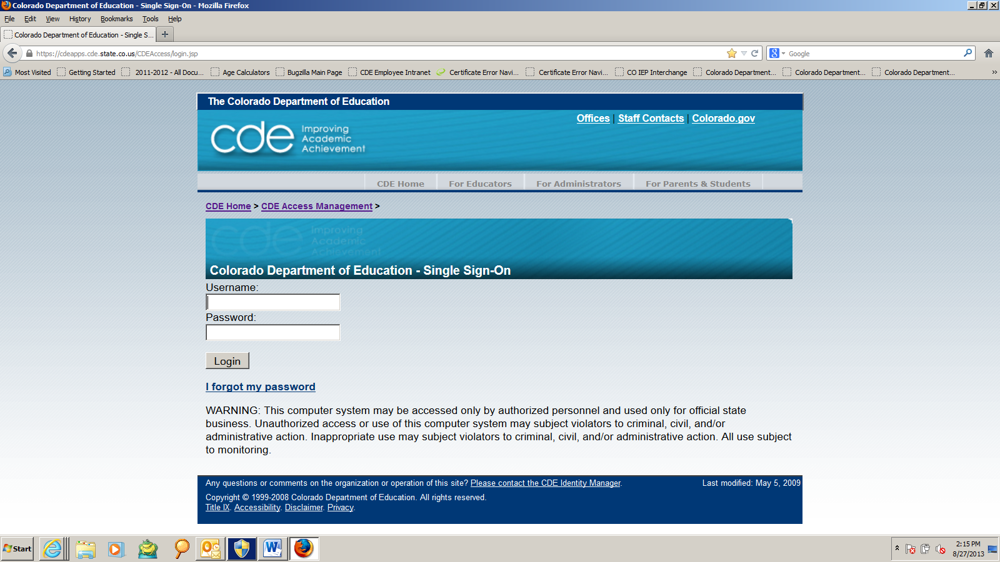 Colorado Department of Education - Single Sign-On - Mozilla Firefox
File Edit View History Bookmarks Tools Help
Colorado Department of Education - Single S... +
https://cdeapps.cde.state.co.us/CDEAccess/login.jsp 8 Google
Most Visited Getting Started 2011-2012 - All Docu... Age Calculators Bugzilla Main Page CDE Employee Intranet Certificate Error Navi... Certificate Error Navi... CO IEP Interchange Colorado Department... Colorado Department... Colorado Department... »
The Colorado Department of Education
Offices | Staff Contacts | Colorado.gov
cde Improving
Academic
Achievement
CDE Home For Educators For Administrators For Parents & Students
CDE Home > CDE Access Management >
cde Improving
Academic
Achievement
Colorado Department of Education - Single Sign-On
Username:
Password:
Login
I forgot my password
WARNING: This computer system may be accessed only by authorized personnel and used only for official state
business. Unauthorized access or use of this computer system may subject violators to criminal, civil, and/or
administrative action. Inappropriate use may subject violators to criminal, civil, and/or administrative action. All use subject
to monitoring.
Any questions or comments on the organization or operation of this site? Please contact the CDE Identity Manager. Last modified: May 5, 2009
Copyright © 1999-2008 Colorado Department of Education. All rights reserved.
Title IX. Accessibility. Disclaimer. Privacy.
Start 2:15 PM
8/27/2013